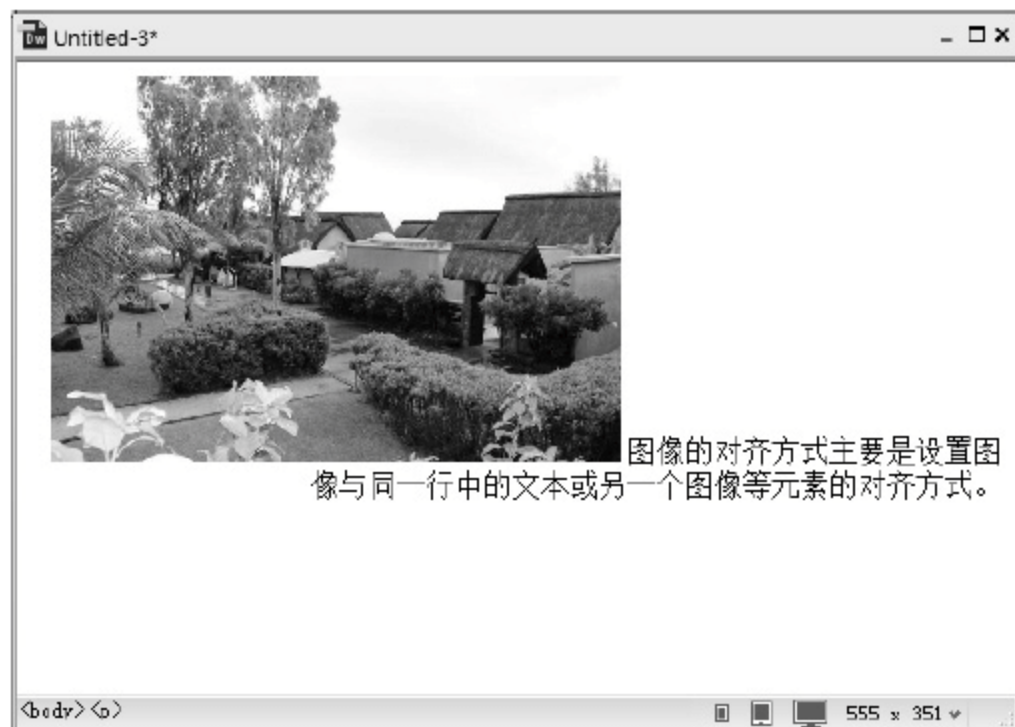 Dw Untitled-3*
图像的对齐方式主要是设置图
像与同一行中的文本或另一个图像等元素的对齐方式。
<body><p> 555 x 351